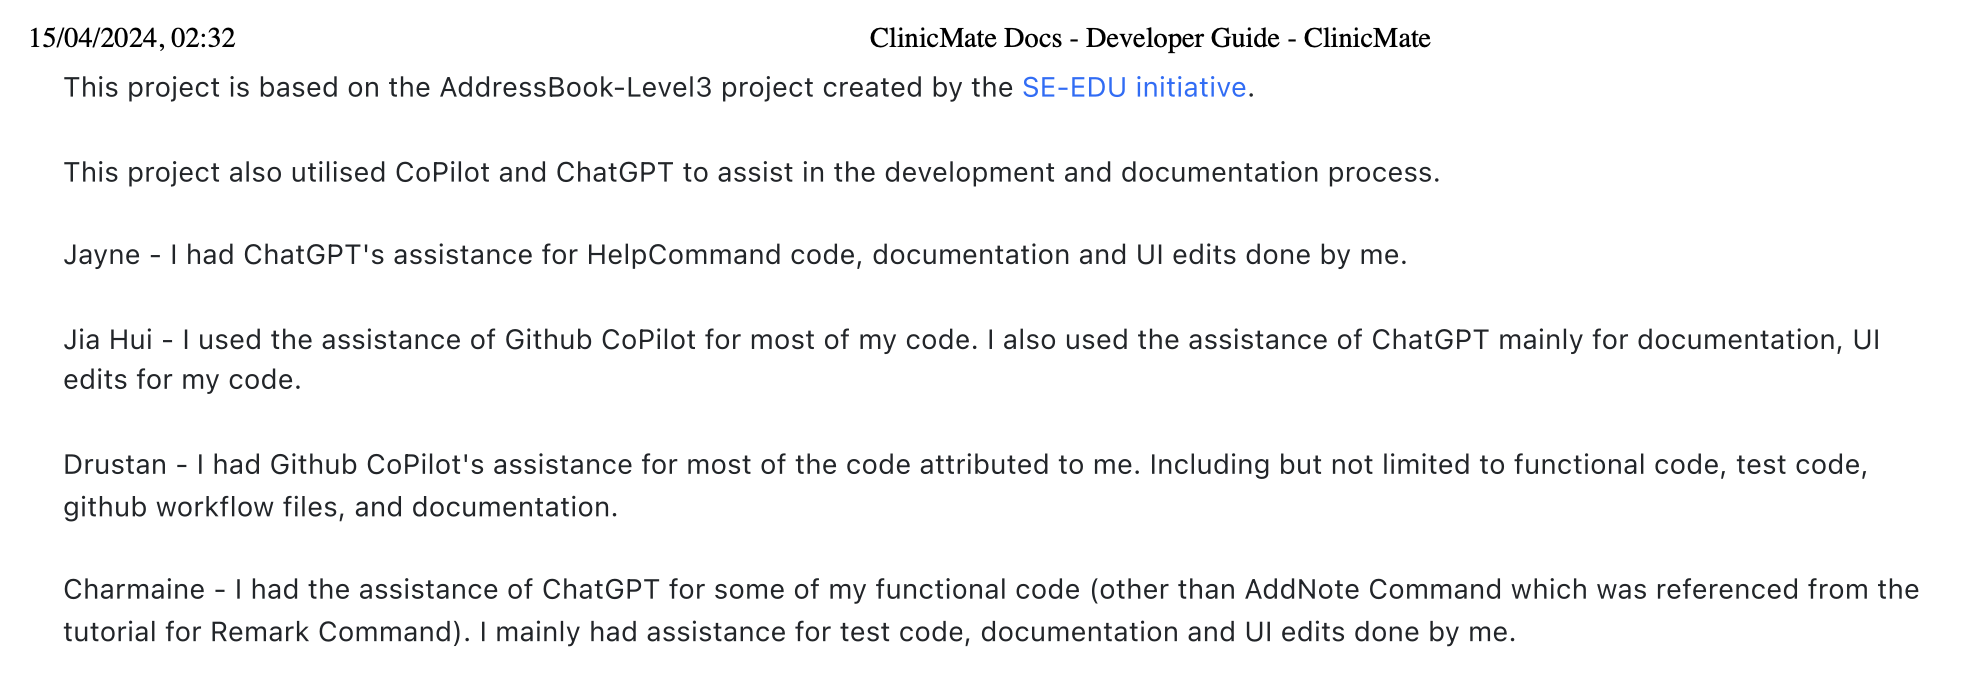 15/04/2024, 02:32 ClinicMate Docs - Developer Guide - ClinicMate
This project is based on the AddressBook-Level3 project created by the SE-EDU initiative.
This project also utilised CoPilot and ChatGPT to assist in the development and documentation process.
Jayne - I had ChatGPT's assistance for HelpCommand code, documentation and UI edits done by me.
Jia Hui - I used the assistance of Github CoPilot for most of my code. I also used the assistance of ChatGPT mainly for documentation, UI
edits for my code.
Drustan - I had Github CoPilot's assistance for most of the code attributed to me. Including but not limited to functional code, test code,
github workflow files, and documentation.
Charmaine - I had the assistance of ChatGPT for some of my functional code (other than AddNote Command which was referenced from the
tutorial for Remark Command). I mainly had assistance for test code, documentation and UI edits done by me.